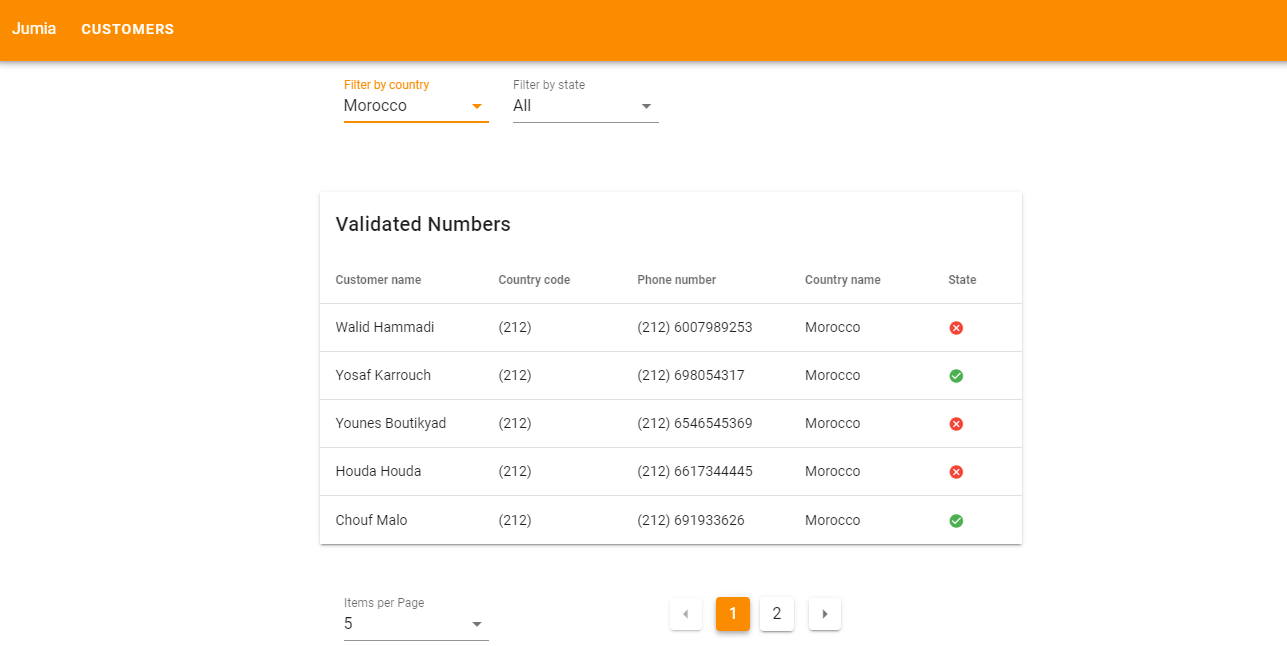 Jumia CUSTOMERS
Filter by country Filter by state
Morocco All
Validated Numbers
Customer name Country code Phone number Country name State
Walid Hammadi (212) (212) 6007989253 Morocco
Yosaf Karrouch (212) (212) 698054317 Morocco
Younes Boutikyad (212) (212) 6546545369 Morocco
Houda Houda (212) (212) 6617344445 Morocco
Chouf Malo (212) (212) 691933626 Morocco
Items per Page
5 1 2